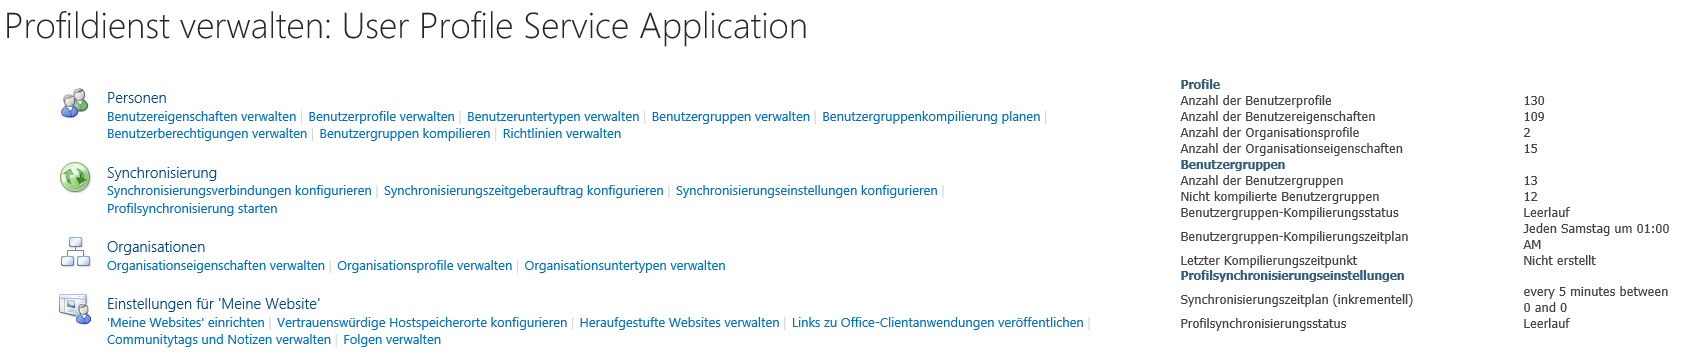 Profildienst verwalten: User Profile Service Application
Personen
Benutzereigenschaften verwalten | Benutzerprofile verwalten | Benutzeruntertypen verwalten | Benutzergruppen verwalten | Benutzergruppenkompilierung planen |
Benutzerberechtigungen verwalten | Benutzergruppen kompilieren | Richtlinien verwalten
Synchronisierung
Synchronisierungsverbindungen konfigurieren | Synchronisierungszeitgeberauftrag konfigurieren | Synchronisierungseinstellungen konfigurieren |
Profilsynchronisierung starten
Organisationen
Organisationseigenschaften verwalten | Organisationsprofile verwalten | Organisationsuntertypen verwalten
Einstellungen für 'Meine Website'
'Meine Websites' einrichten | Vertrauenswürdige Hostspeicherorte konfigurieren | Heraufgestufte Websites verwalten | Links zu Office-Clientanwendungen veröffentlichen |
Communitytags und Notizen verwalten | Folgen verwalten
Profile
Anzahl der Benutzerprofile 130
Anzahl der Benutzereigenschaften 109
Anzahl der Organisationsprofile 2
Anzahl der Organisationseigenschaften 15
Benutzergruppen
Anzahl der Benutzergruppen 13
Nicht kompilierte Benutzergruppen 12
Benutzergruppen-Kompilierungsstatus Leerlauf
Benutzergruppen-Kompilierungszeitplan Jeden Samstag um 01:00
AM
Letzter Kompilierungszeitpunkt Nicht erstellt
Profilsynchronisierungseinstellungen
Synchronisierungszeitplan (inkrementell) every 5 minutes between
0 and 0
Profilsynchronisierungsstatus Leerlauf